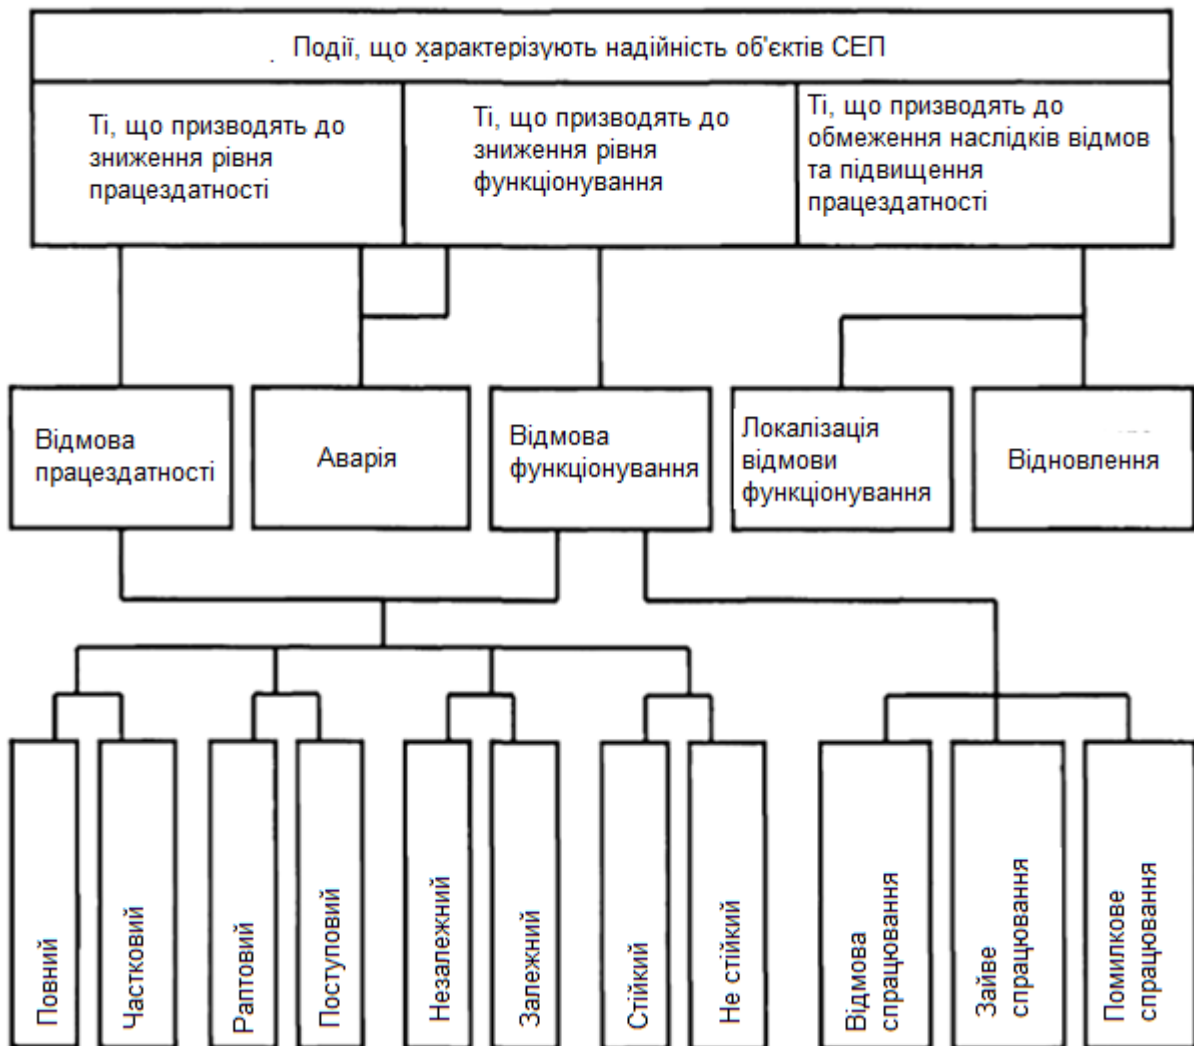 Події, що характерізують надійність об'єктів СЕП
Ті, що призводять до
зниження рівня
працездатності
Ті, що призводять до
зниження рівня
функціонування
Ті, що призводять до
обмеження наслідків відмов
та підвищення
працездатності
Відмова
працездатності
Аварія
Відмова
функціонування
Локалізація
відмови
функціонування
Відновлення
Повний
Частковий
Раптовий
Поступовий
Незалежний
Залежний
Стійкий
Не стійкий
Відмова
спрацювання
Зайве
спрацювання
Помилкове
спрацювання